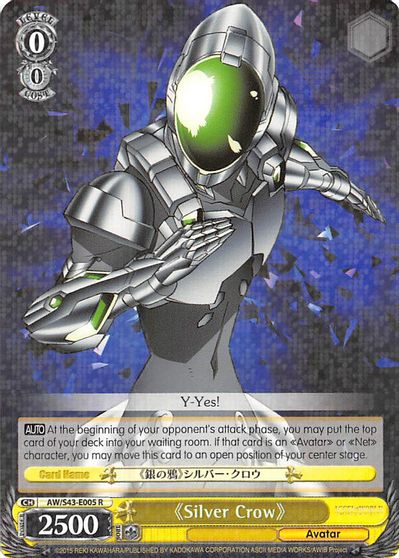 LEVEL
0
0
COST
Y-Yes!
AUTO At the beginning of your opponent's attack phase, you may put the top
card of your deck into your waiting room. If that card is an «Avatar» or «Net»
character, you may move this card to an open position of your center stage.
Card Name 《銀の鴉》シルバー・クロウ
CH AW/S43-E005 R
POWER 2500 SOUL
《Silver Crow》
Avatar
©2015 REKI KAWAHARA/PUBLISHED BY KADOKAWA CORPORATION ASCII MEDIA WORKS/AWIB Project